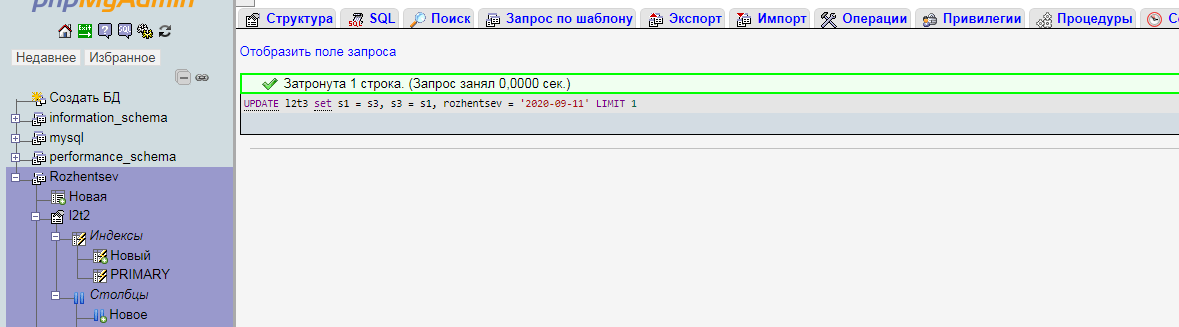 phpMyAdmin
Недавнее Избранное
Создать БД
information_schema
mysql
performance_schema
Rozhentsev
Новая
l2t2
Индексы
Новый
PRIMARY
Столбцы
Новое
Структура SQL Поиск Запрос по шаблону Экспорт Импорт Операции Привилегии Процедуры
Отобразить поле запроса
Затронута 1 строка. (Запрос занял 0,0000 сек.)
UPDATE l2t3 set s1 = s3, s3 = s1, rozhentsev = '2020-09-11' LIMIT 1